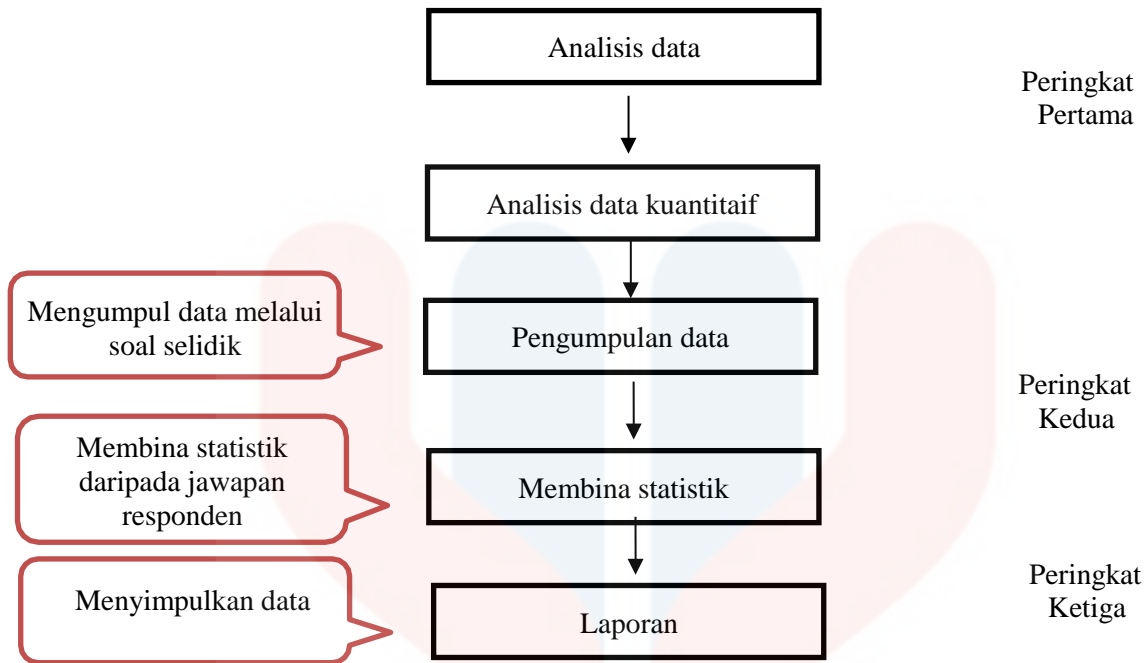 Analisis data
Peringkat
Pertama
Analisis data kuantitaif
Mengumpul data melalui
soal selidik
Pengumpulan data
Peringkat
Kedua
Membina statistik
daripada jawapan
responden
Membina statistik
Menyimpulkan data
Laporan
Peringkat
Ketiga